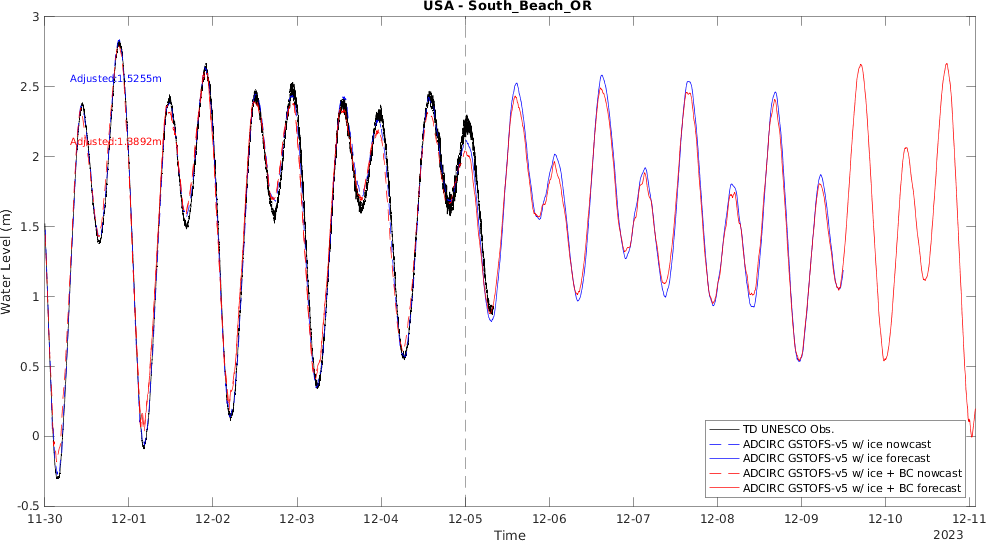 USA - South_Beach_OR
Water Level (m)
3
2.5
2
1.5
1
0.5
0
-0.5
Adjusted:1.5255m
Adjusted:1.3892m
TD UNESCO Obs.
ADCIRC GSTOFS-v5 w/ ice nowcast
ADCIRC GSTOFS-v5 w/ ice forecast
ADCIRC GSTOFS-v5 w/ ice + BC nowcast
ADCIRC GSTOFS-v5 w/ ice + BC forecast
11-30 12-01 12-02 12-03 12-04 12-05 12-06 12-07 12-08 12-09 12-10 12-11
Time
2023